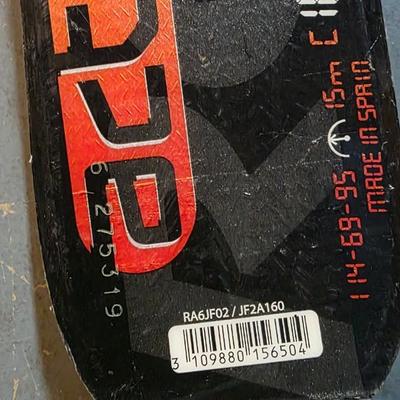 15m
114-69-95
MADE IN SPAIN
6/275319
RA6JF02 / JF2A160
3 109880 156504